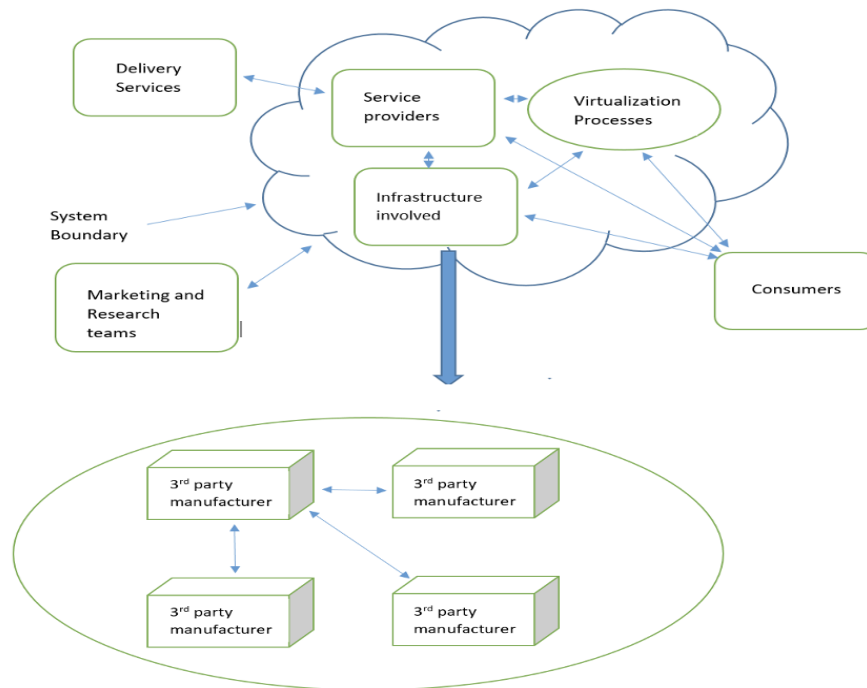 Delivery
Services
Service
providers
Virtualization
Processes
Infrastructure
involved
System
Boundary
Marketing and
Research
teams
Consumers
3rd party
manufacturer
3rd party
manufacturer
3rd party
manufacturer
3rd party
manufacturer